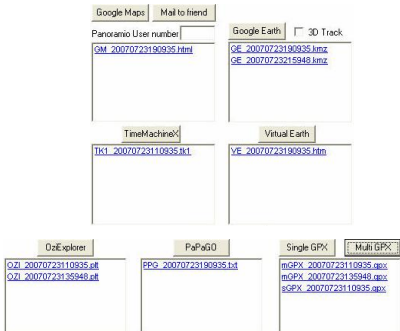 Google Maps Mail to friend
Panoramio User number
Google Earth 3D Track
GM_20070723190935.html
GE_20070723190935.kmz
GE_20070723215948.kmz
TimeMachineX
Virtual Earth
TK1_20070723110935.tk1
VE_20070723190935.htm
OziExplorer
PaPaGO
Single GPX Multi GPX
OZI_20070723110935.plt
OZI_20070723135948.plt
PPG_20070723190935.txt
mGPX_20070723110935.gpx
mGPX_20070723135948.gpx
sGPX_20070723110935.gpx